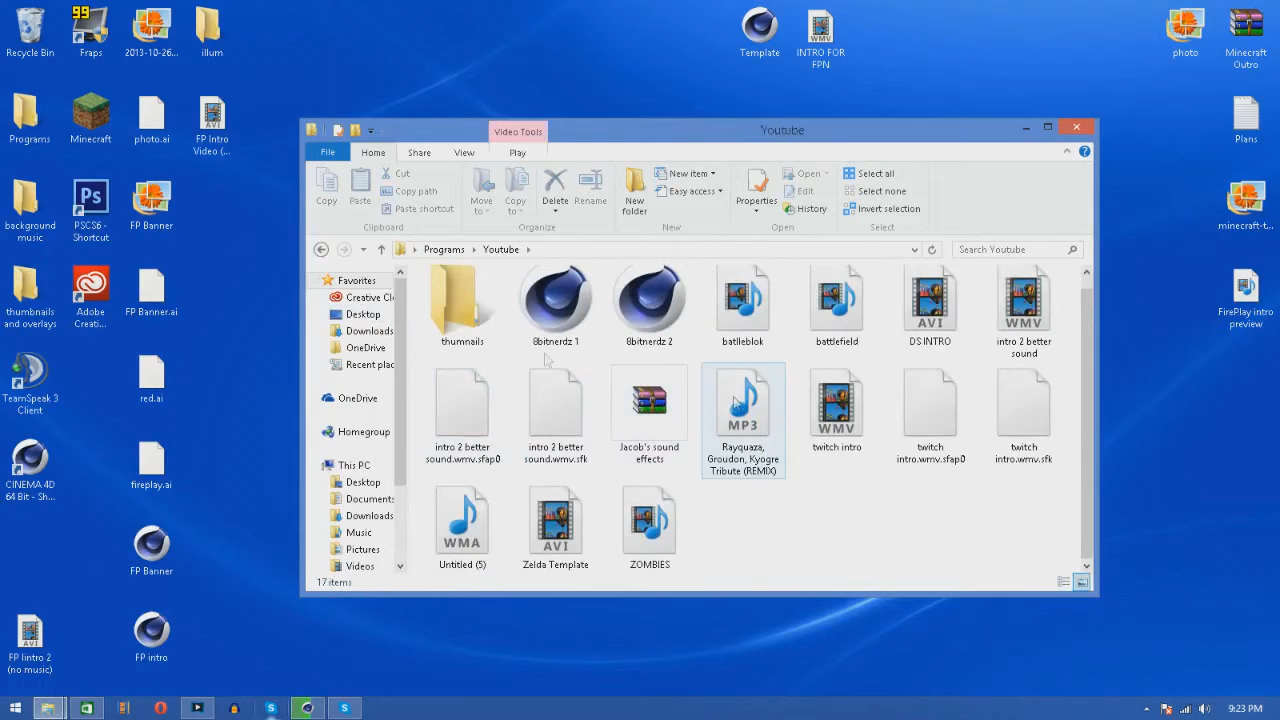 99
Recycle Bin
Fraps
2013-10-26...
illum
Template
INTRO FOR
FPN
photo
Minecraft
Outro
Programs
Minecraft
photo.ai
FP Intro
Video (...
Plans
background
music
Ps
PSCS6 -
Shortcut
FP Banner
minecraft-t...
thumbnails
and overlays
Adobe
Creati...
FP Banner.ai
FirePlay intro
preview
TeamSpeak 3
Client
red.ai
CINEMA 4D
64 Bit - Sh...
fireplay.ai
FP Banner
AVI
FP Iintro 2
(no music)
FP intro
Video Tools
Youtube
File
Home
Share
View
Play
Copy
Paste
Cut
Copy path
Paste shortcut
Clipboard
Move
to
Copy
to
Delete
Rename
Organize
New
folder
New item
Easy access
New
Properties
Open
Edit
History
Open
Select all
Select none
Invert selection
Select
Programs
Youtube
Search Youtube
Favorites
Creative Cl
Desktop
Downloads
OneDrive
Recent plac
OneDrive
Homegroup
This PC
Desktop
Documents
Downloads
Music
Pictures
Videos
thumnails
8bitnerdz 1
8bitnerdz 2
batlleblok
battlefield
AVI
DS INTRO
WMV
intro 2 better
sound
intro 2 better
sound.wmv.sfap0
intro 2 better
sound.wmv.sfk
Jacob's sound
effects
MP3
Rayquaza,
Groudon, Kyogre
Tribute (REMIX)
WMV
twitch intro
twitch
intro.wmv.sfap0
twitch
intro.wmv.sfk
WMA
Untitled (5)
AVI
Zelda Template
ZOMBIES
17 items
9:23 PM